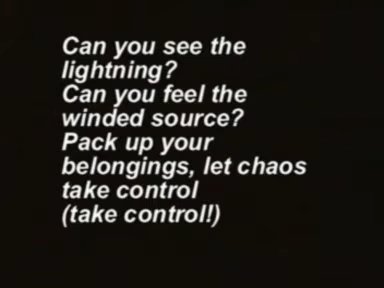 Can you see the
lightning?
Can you feel the
winded source?
Pack up your
belongings, let chaos
take control
(take control!)